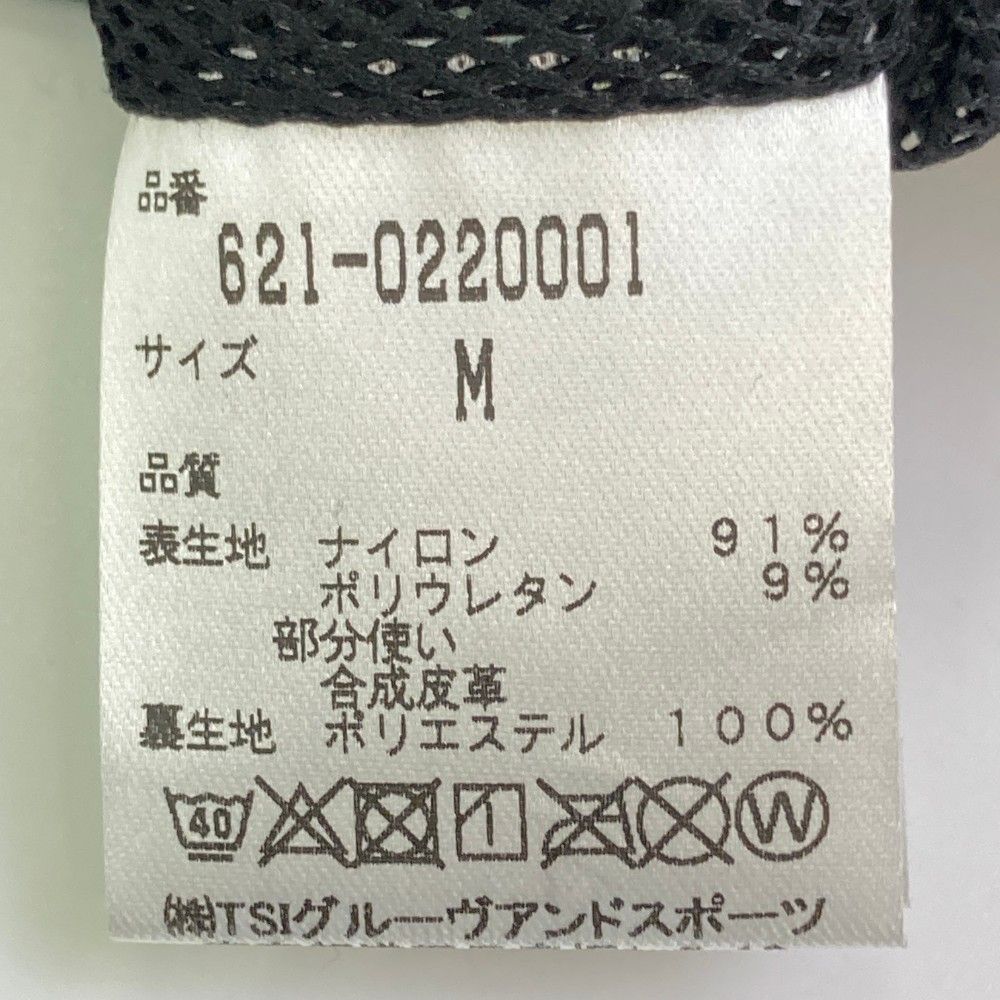 品番
621-0220001
サイズ M
品質
表生地 ナイロン 91%
ポリウレタン 9%
部分使い
合成皮革
裏生地 ポリエステル 100%
40 1 W
㈱TSIグルーヴアンドスポーツ